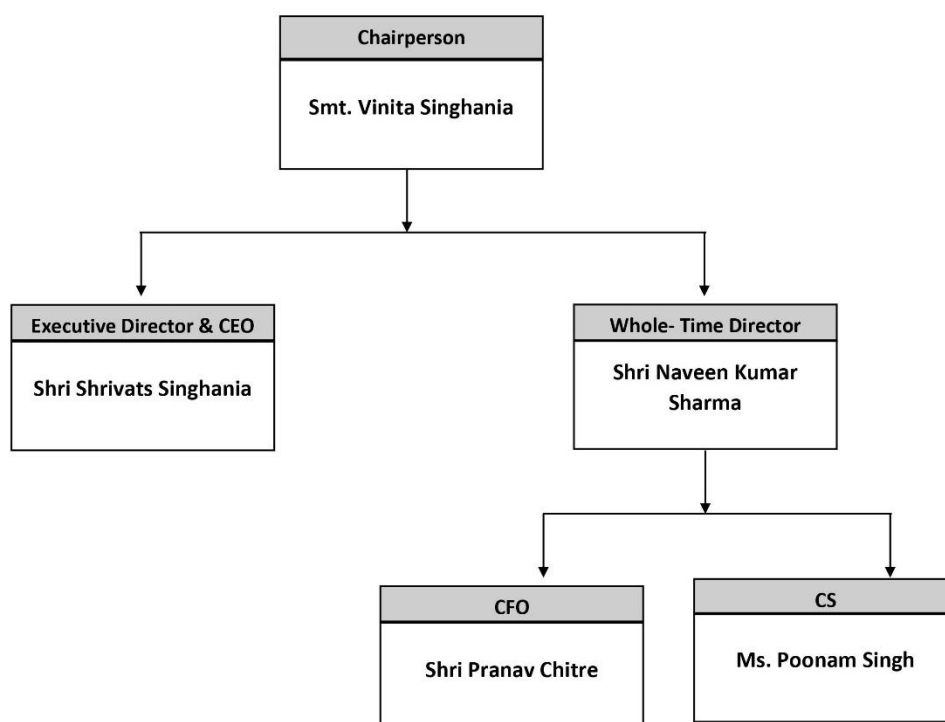 Chairperson
Smt. Vinita Singhania
Executive Director & CEO
Shri Shrivats Singhania
Whole- Time Director
Shri Naveen Kumar
Sharma
CFO
Shri Pranav Chitre
CS
Ms. Poonam Singh